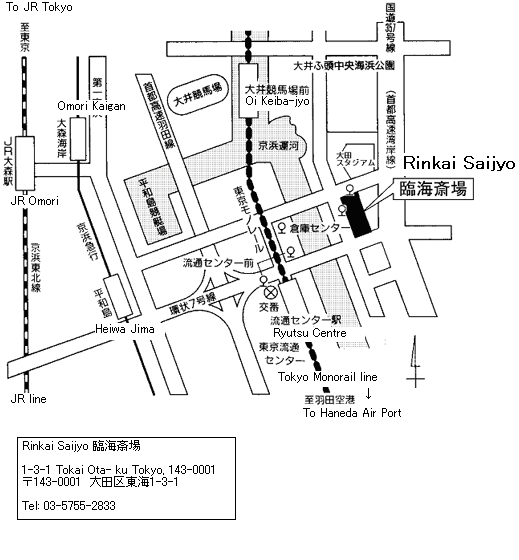 To JR Tokyo
至東京
国道357号線
(首都高速湾岸線)
大井ふ頭中央海浜公園
第一京浜
首都高速羽田線
大井競馬場
大井競馬場前
Oi Keiba-jyo
Omori Kaigan
大森海岸
JR大森駅
JR Omori
京浜運河
大田
スタジアム
Rinkai Saijyo
臨海斎場
平和島競艇場
東京モノレール
倉庫センター
京浜東北線
京浜急行
流通センター前
平和島
Heiwa Jima
環状7号線
交番
流通センター駅
Ryutsu Centre
東京流通
センター
Tokyo Monorail line
↓
JR line
至羽田空港
To Haneda Air Port
Rinkai Saijyo 臨海斎場
1-3-1 Tokai Ota- ku Tokyo, 143-0001
〒143-0001 大田区東海1-3-1
Tel: 03-5755-2833